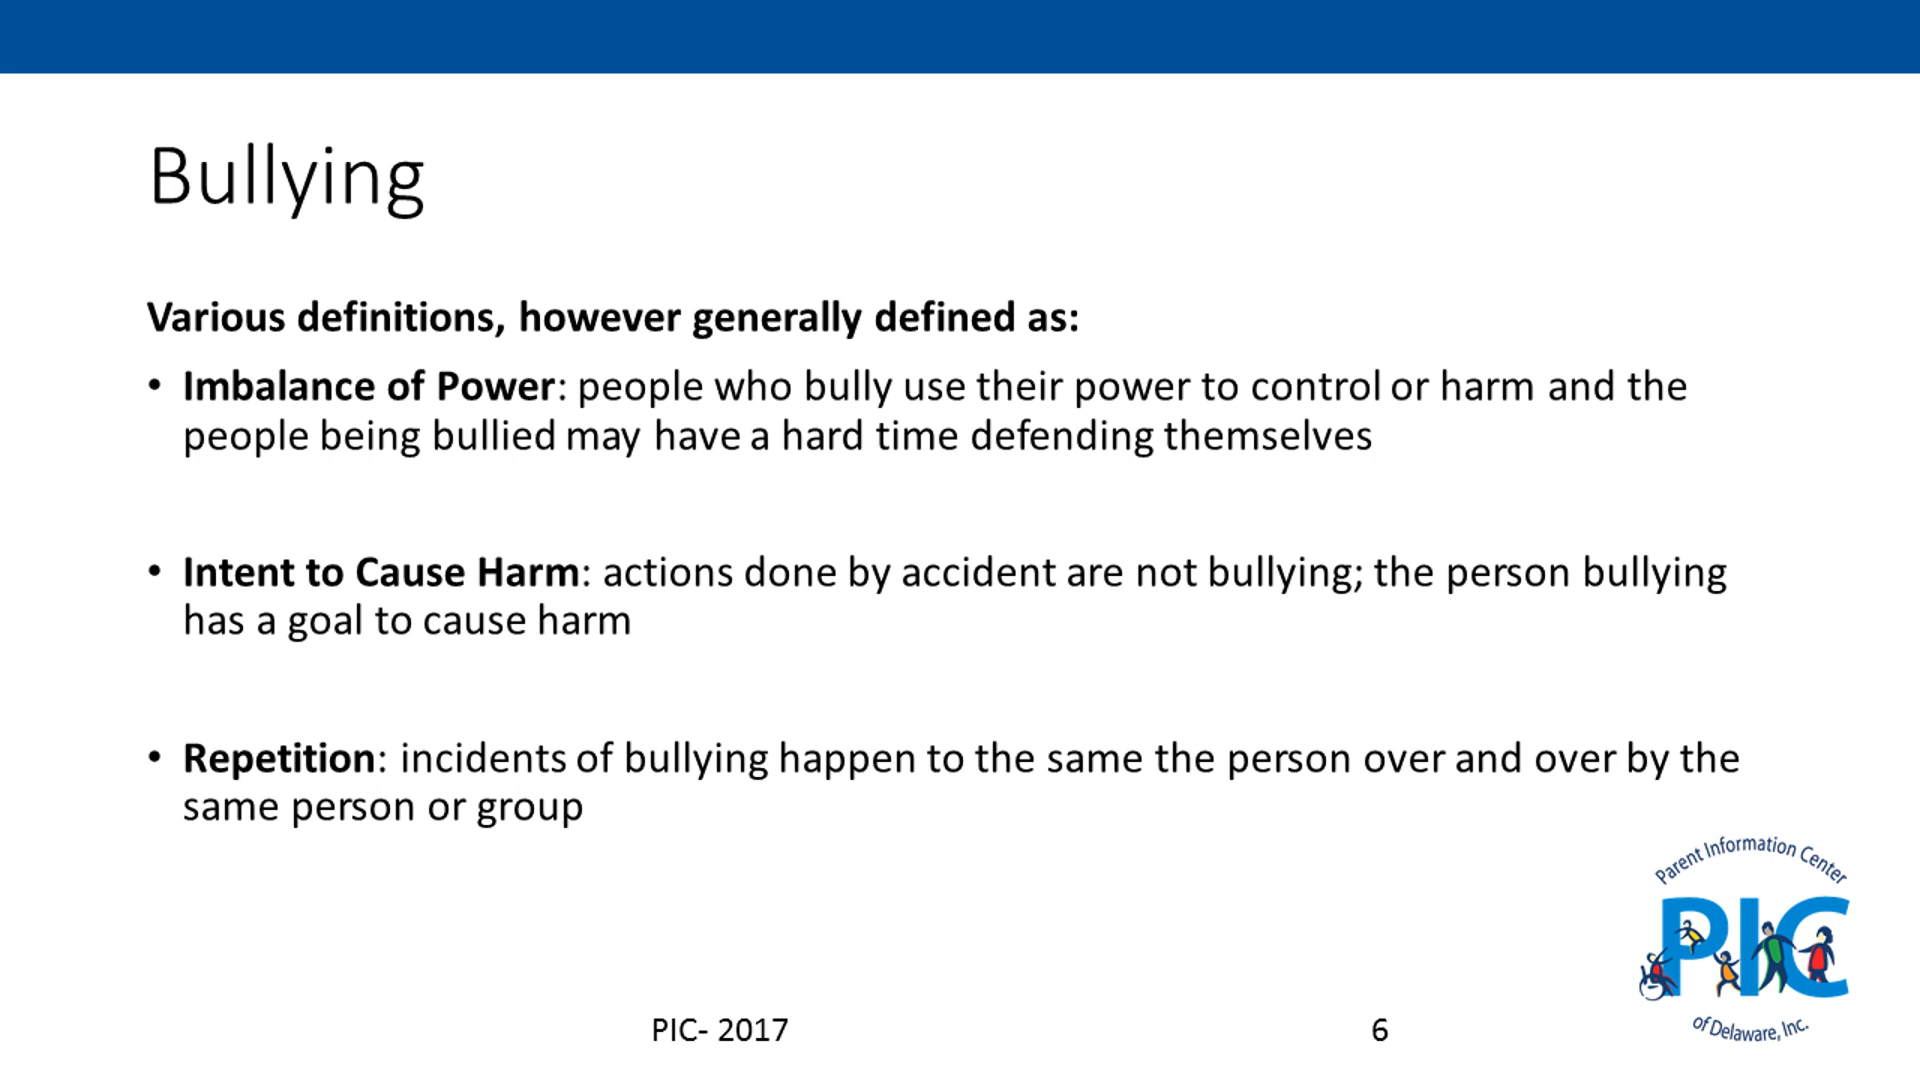 Bullying
Various definitions, however generally defined as:
• Imbalance of Power: people who bully use their power to control or harm and the
people being bullied may have a hard time defending themselves
• Intent to Cause Harm: actions done by accident are not bullying; the person bullying
has a goal to cause harm
• Repetition: incidents of bullying happen to the same the person over and over by the
same person or group
Parent Information Center
PIC
of Delaware, Inc.
PIC- 2017
6